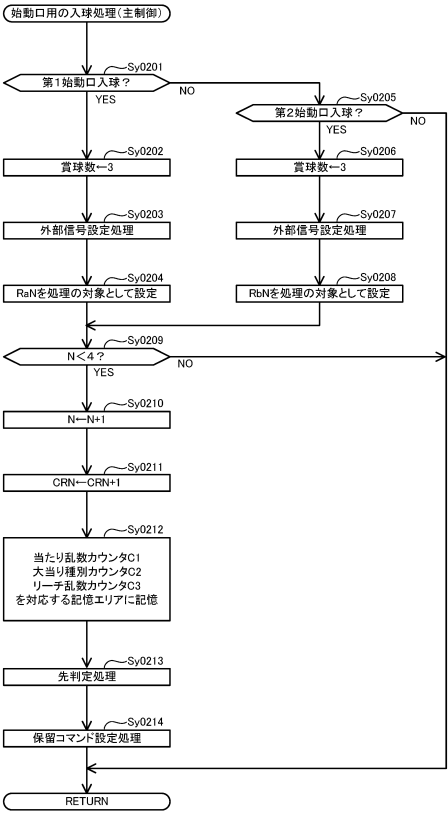 始動口用の入球処理(主制御)
Sy0201
第1始動口入球?
YES
NO
Sy0205
第2始動口入球?
YES
NO
Sy0202
賞球数←3
Sy0206
賞球数←3
Sy0203
外部信号設定処理
Sy0207
外部信号設定処理
Sy0204
RaNを処理の対象として設定
Sy0208
RbNを処理の対象として設定
Sy0209
N<4?
YES
NO
Sy0210
N←N+1
Sy0211
CRN←CRN+1
Sy0212
当たり乱数カウンタC1
大当り種別カウンタC2
リーチ乱数カウンタC3
を対応する記憶エリアに記憶
Sy0213
先判定処理
Sy0214
保留コマンド設定処理
RETURN